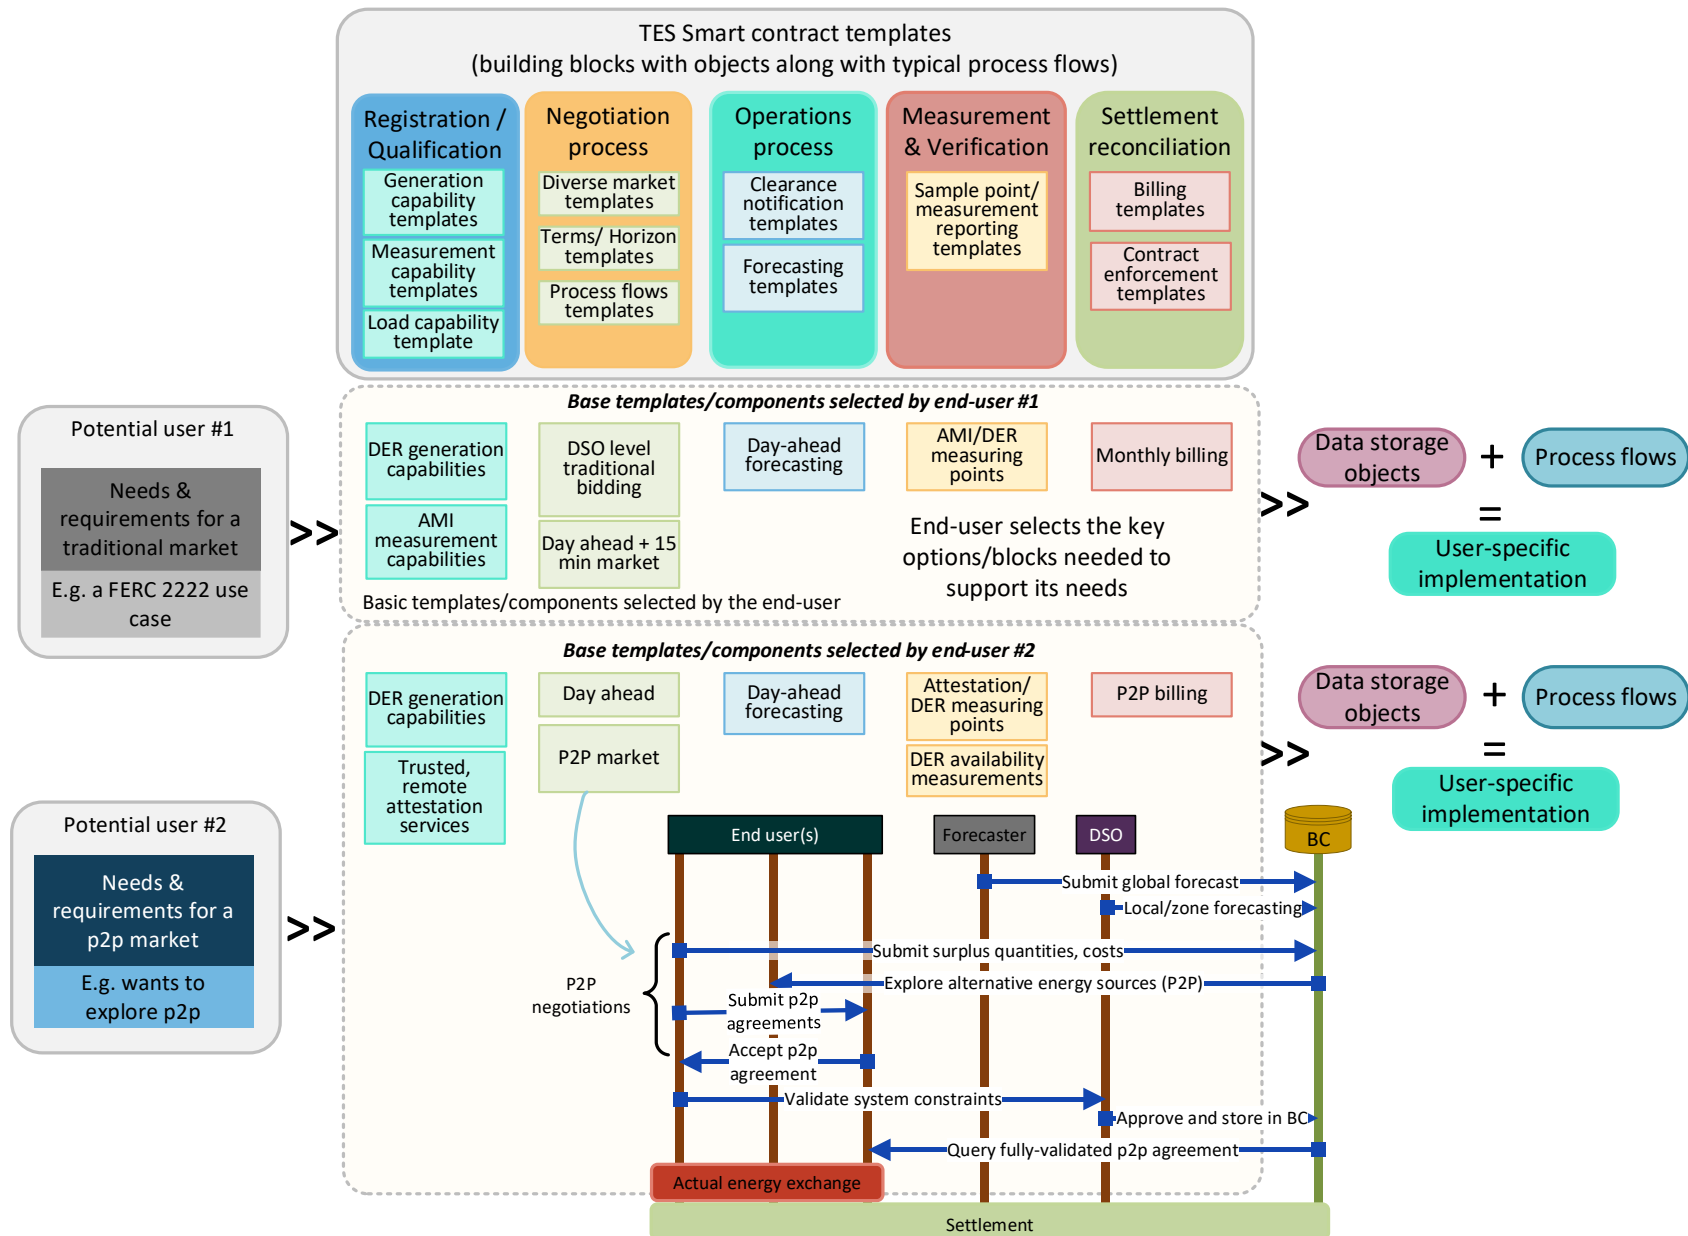 TES Smart contract templates
(building blocks with objects along with typical process flows)
Registration /
Qualification
Generation
capability
templates
Measurement
capability
templates
Load capability
template
Negotiation
process
Diverse market
templates
Terms/ Horizon
templates
Process flows
templates
Operations
process
Clearance
notification
templates
Forecasting
templates
Measurement
& Verification
Sample point/
measurement
reporting
templates
Settlement
reconciliation
Billing
templates
Contract
enforcement
templates
Potential user #1
Needs &
requirements for a
traditional market
E.g. a FERC 2222 use
case
>>
Base templates/components selected by end-user #1
DER generation
capabilities
AMI
measurement
capabilities
DSO level
traditional
bidding
Day ahead + 15
min market
Day-ahead
forecasting
AMI/DER
measuring
points
Monthly billing
End-user selects the key
options/blocks needed to
support its needs
Basic templates/components selected by the end-user
>>
Data storage
objects
+
Process flows
=
User-specific
implementation
Potential user #2
Needs &
requirements for a
p2p market
E.g. wants to
explore p2p
>>
Base templates/components selected by end-user #2
DER generation
capabilities
Trusted,
remote
attestation
services
Day ahead
P2P market
Day-ahead
forecasting
Attestation/
DER measuring
points
DER availability
measurements
P2P billing
>>
Data storage
objects
+
Process flows
=
User-specific
implementation
End user(s)
Forecaster
DSO
BC
Submit global forecast
Local/zone forecasting
Submit surplus quantities, costs
Explore alternative energy sources (P2P)
P2P
negotiations
Submit p2p
agreements
Accept p2p
agreement
Validate system constraints
Approve and store in BC
Query fully-validated p2p agreement
Actual energy exchange
Settlement